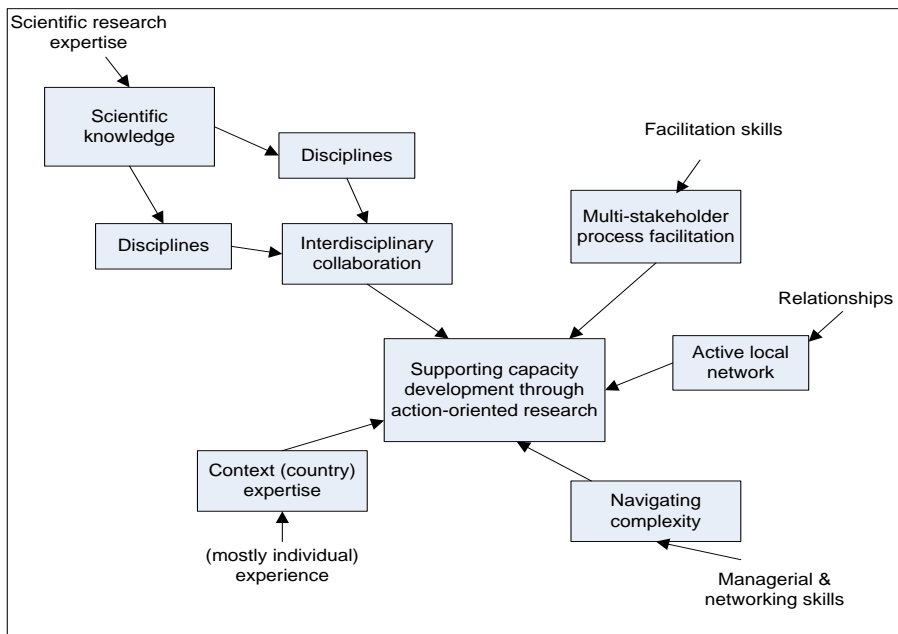 Scientific research
expertise
Scientific
knowledge
Disciplines
Disciplines
Interdisciplinary
collaboration
Facilitation skills
Multi-stakeholder
process facilitation
Relationships
Active local
network
Supporting capacity
development through
action-oriented research
Context (country)
expertise
(mostly individual)
experience
Navigating
complexity
Managerial &
networking skills